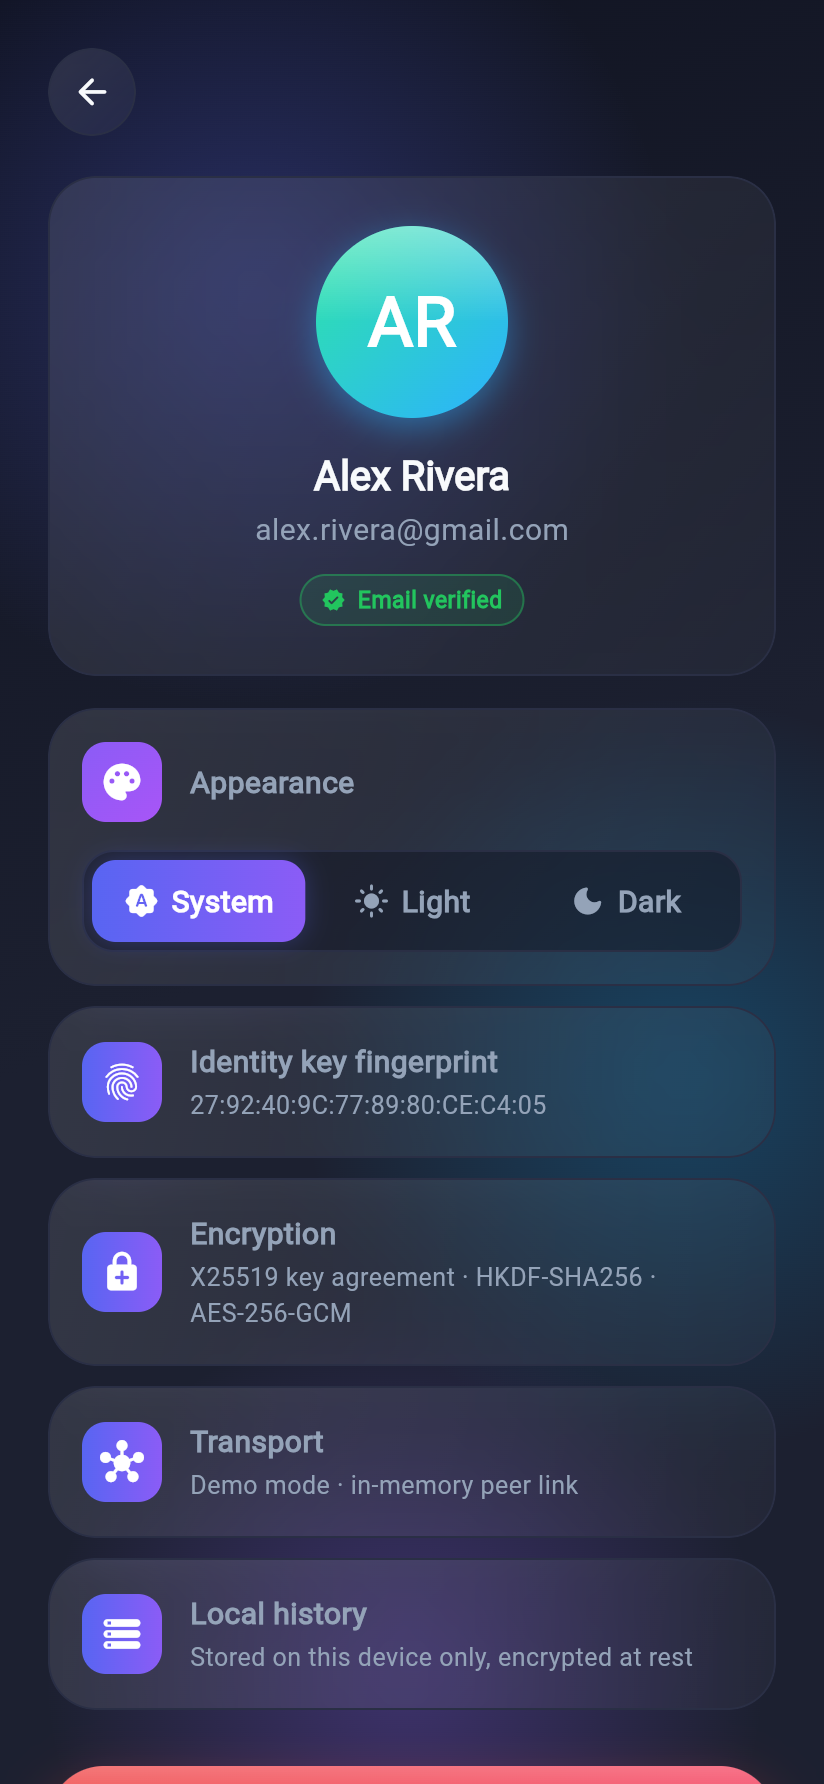 AR
Alex Rivera
alex.rivera@gmail.com
Email verified
Appearance
A System Light Dark
Identity key fingerprint
27:92:40:9C:77:89:80:CE:C4:05
Encryption
X25519 key agreement · HKDF-SHA256 ·
AES-256-GCM
Transport
Demo mode · in-memory peer link
Local history
Stored on this device only, encrypted at rest